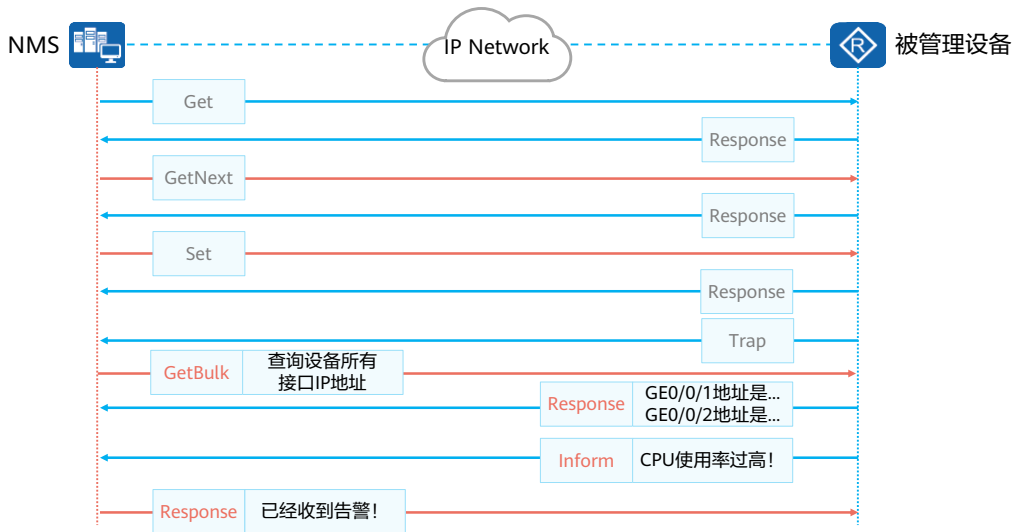 NMS
IP Network
R
被管理设备
Get
Response
GetNext
Response
Set
Response
Trap
GetBulk
查询设备所有
接口IP地址
Response
GE0/0/1地址是...
GE0/0/2地址是...
Inform
CPU使用率过高！
Response
已经收到告警！